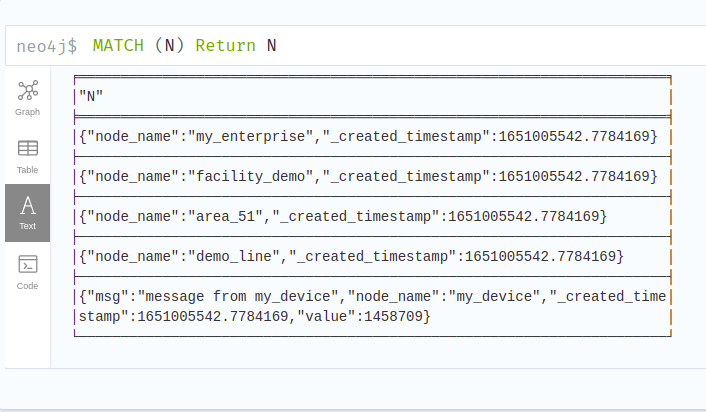 neo4j$ MATCH (N) Return N
Graph
Table
Text
Code
"N"
{"node_name":"my_enterprise","_created_timestamp":1651005542.7784169}
{"node_name":"facility_demo","_created_timestamp":1651005542.7784169}
{"node_name":"area_51","_created_timestamp":1651005542.7784169}
{"node_name":"demo_line","_created_timestamp":1651005542.7784169}
{"msg":"message from my_device","node_name":"my_device","_created_time
stamp":1651005542.7784169,"value":1458709}